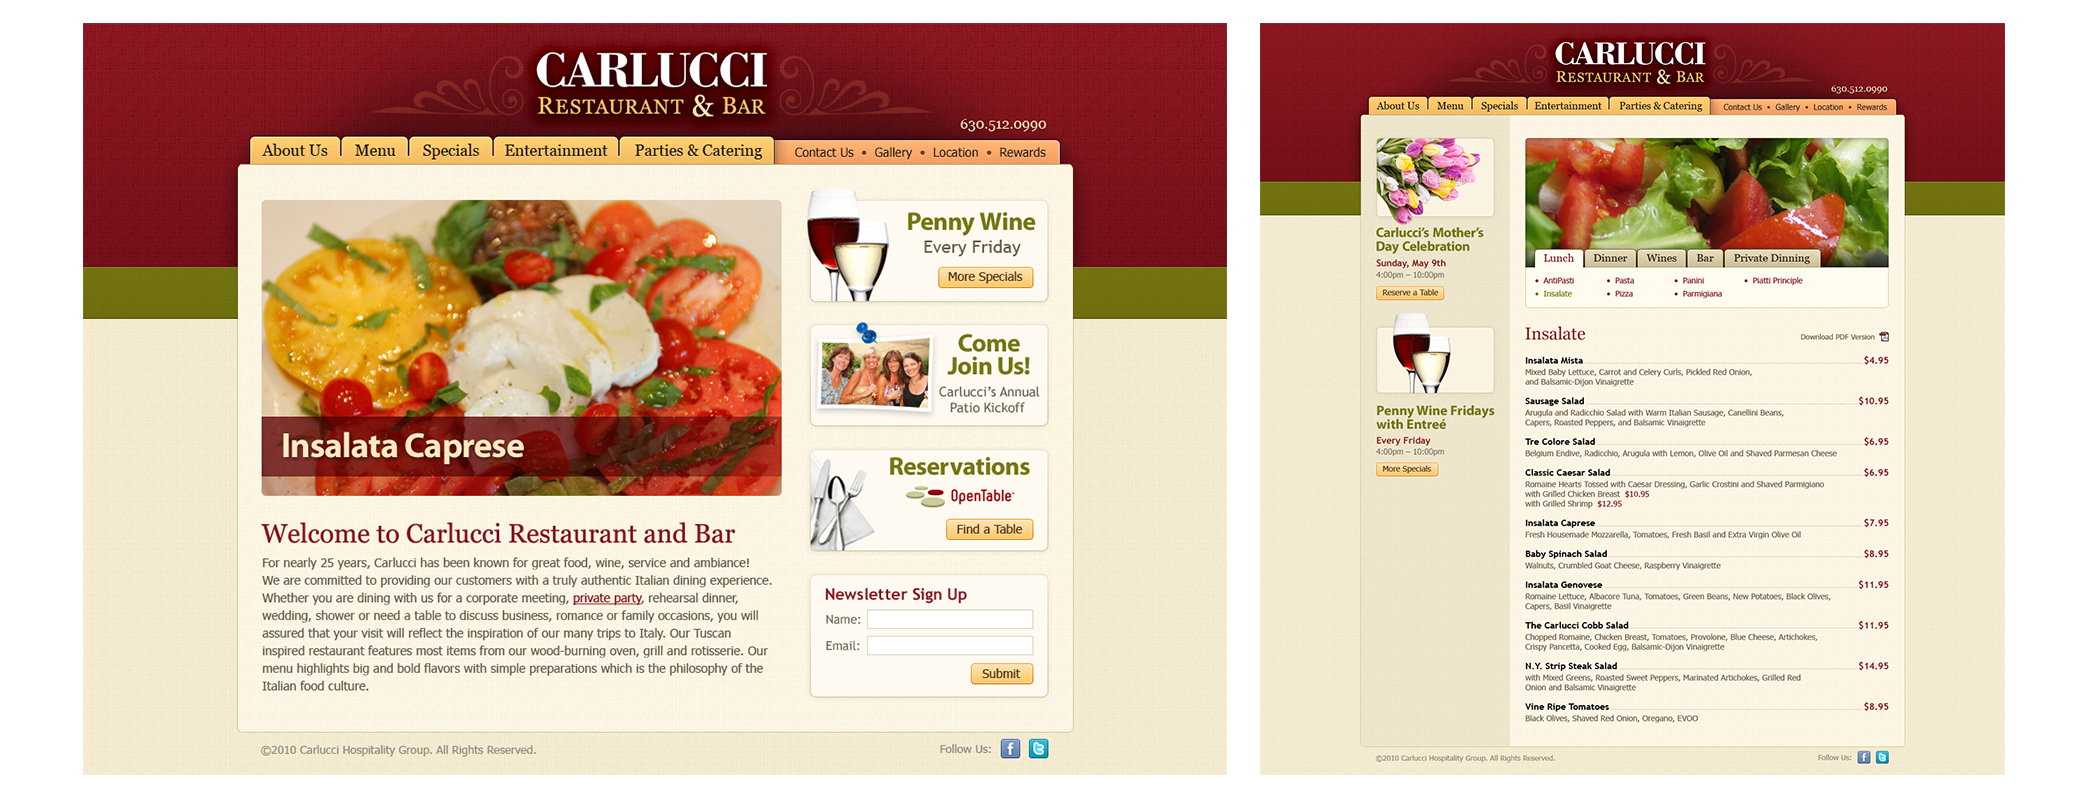 CARLUCCI
RESTAURANT & BAR
630.512.0990
About Us
Menu
Specials
Entertainment
Parties & Catering
Contact Us • Gallery • Location • Rewards
Insalata Caprese
Welcome to Carlucci Restaurant and Bar
For nearly 25 years, Carlucci has been known for great food, wine, service and ambiance!
We are committed to providing our customers with a truly authentic Italian dining experience.
Whether you are dining with us for a corporate meeting, private party, rehearsal dinner,
wedding, shower or need a table to discuss business, romance or family occasions, you will
assured that your visit will reflect the inspiration of our many trips to Italy. Our Tuscan
inspired restaurant features most items from our wood-burning oven, grill and rotisserie. Our
menu highlights big and bold flavors with simple preparations which is the philosophy of the
Italian food culture.
Penny Wine
Every Friday
More Specials
Come
Join Us!
Carlucci's Annual
Patio Kickoff
Reservations
OpenTable
Find a Table
Newsletter Sign Up
Name:
Email:
Submit
©2010 Carlucci Hospitality Group. All Rights Reserved.
Follow Us:
CARLUCCI
RESTAURANT & BAR
630.512.0990
About Us
Menu
Specials
Entertainment
Parties & Catering
Contact Us • Gallery • Location • Rewards
Carlucci's Mother's
Day Celebration
Sunday, May 9th
4:00pm – 10:00pm
Reserve a Table
Penny Wine Fridays
with Entreé
Every Friday
4:00pm – 10:00pm
More Specials
Lunch
Dinner
Wines
Bar
Private Dinning
• AntiPasti • Pasta • Panini • Piatti Principle
• Insalate • Pizza • Parmigiana
Insalate
Download PDF Version
Insalata Mista $4.95
Mixed Baby Lettuce, Carrot and Celery Curls, Pickled Red Onion,
and Balsamic-Dijon Vinaigrette
Sausage Salad $10.95
Arugula and Radicchio Salad with Warm Italian Sausage, Canellini Beans,
Capers, Roasted Peppers, and Balsamic Vinaigrette
Tre Colore Salad $6.95
Belgium Endive, Radicchio, Arugula with Lemon, Olive Oil and Shaved Parmesan Cheese
Classic Caesar Salad $6.95
Romaine Hearts Tossed with Caesar Dressing, Garlic Crostini and Shaved Parmigiano
with Grilled Chicken Breast $10.95
with Grilled Shrimp $12.95
Insalata Caprese $7.95
Fresh Housemade Mozzarella, Tomatoes, Fresh Basil and Extra Virgin Olive Oil
Baby Spinach Salad $8.95
Walnuts, Crumbled Goat Cheese, Raspberry Vinaigrette
Insalata Genovese $11.95
Romaine Lettuce, Albacore Tuna, Tomatoes, Green Beans, New Potatoes, Black Olives,
Capers, Basil Vinaigrette
The Carlucci Cobb Salad $11.95
Chopped Romaine, Chicken Breast, Tomatoes, Provolone, Blue Cheese, Artichokes,
Crispy Pancetta, Cooked Egg, Balsamic-Dijon Vinaigrette
N.Y. Strip Steak Salad $14.95
with Mixed Greens, Roasted Sweet Peppers, Marinated Artichokes, Grilled Red
Onion and Balsamic Vinaigrette
Vine Ripe Tomatoes $8.95
Black Olives, Shaved Red Onion, Oregano, EVOO
©2010 Carlucci Hospitality Group. All Rights Reserved.
Follow Us: